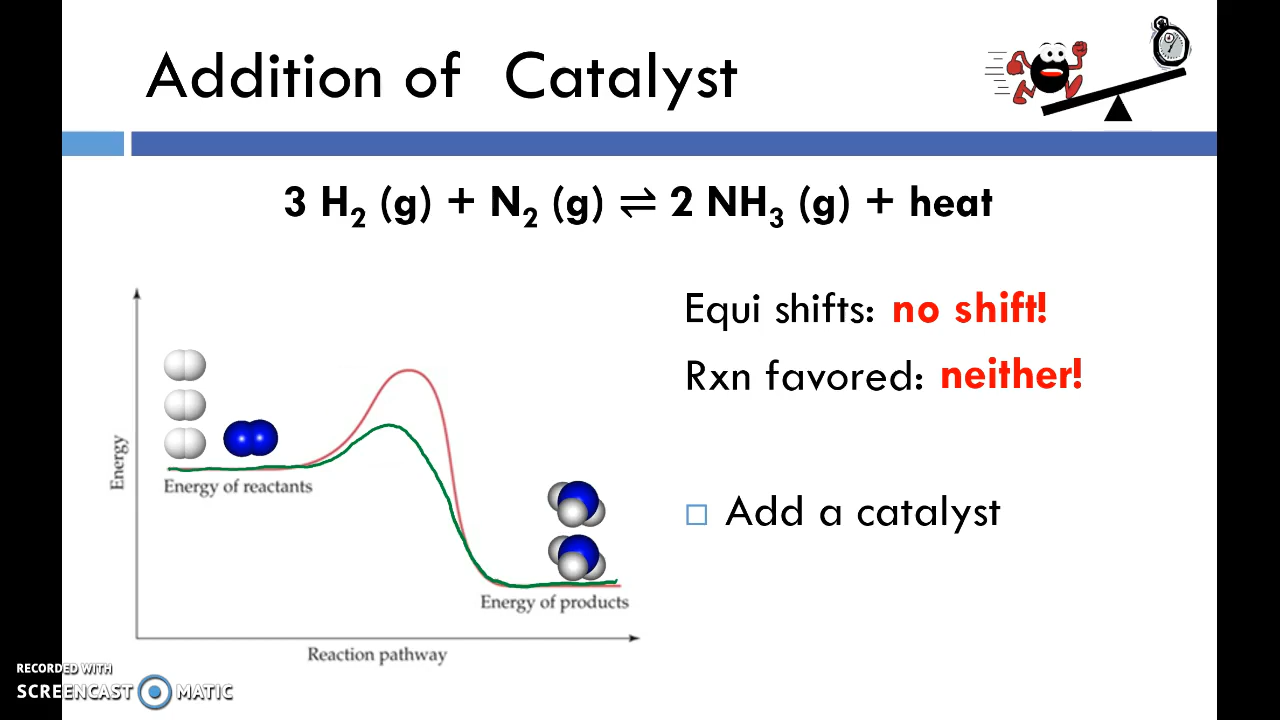 Addition of Catalyst
3 H₂ (g) + N₂ (g) ⇌ 2 NH₃ (g) + heat
Equi shifts: no shift!
Rxn favored: neither!
Add a catalyst
Energy
Energy of reactants
Energy of products
Reaction pathway
RECORDED WITH
SCREENCAST MATIC